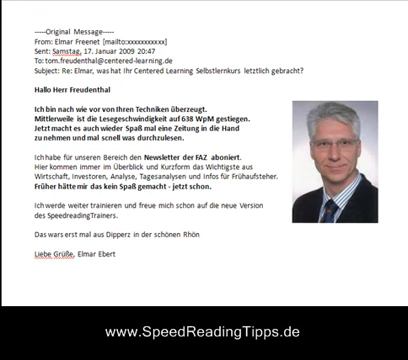 -----Original Message-----
From: Elmar Freenet [mailto:xxxxxxxxxxx]
Sent: Samstag, 17. Januar 2009 20:47
To: tom.freudenthal@centered-learning.de
Subject: Re: Elmar, was hat Ihr Centered Learning Selbstlernkurs letztlich gebracht?
Hallo Herr Freudenthal
Ich bin nach wie vor von Ihren Techniken überzeugt.
Mittlerweile ist die Lesegeschwindigkeit auf 638 WpM gestiegen.
Jetzt macht es auch wieder Spaß mal eine Zeitung in die Hand
zu nehmen und mal scnell was durchzulesen.
Ich habe für unseren Bereich den Newsletter der FAZ aboniert.
Hier kommen immer im Überblick und Kurzform das Wichtigste aus
Wirtschaft, Investoren, Analyse, Tagesanalysen und Infos für Frühaufsteher.
Früher hätte mir das kein Spaß gemacht - jetzt schon.
Ich werde weiter trainieren und freue mich schon auf die neue Version
des SpeedreadingTrainers.
Das wars erst mal aus Dipperz in der schönen Rhön
Liebe Grüße, Elmar Ebert
www.SpeedReadingTipps.de